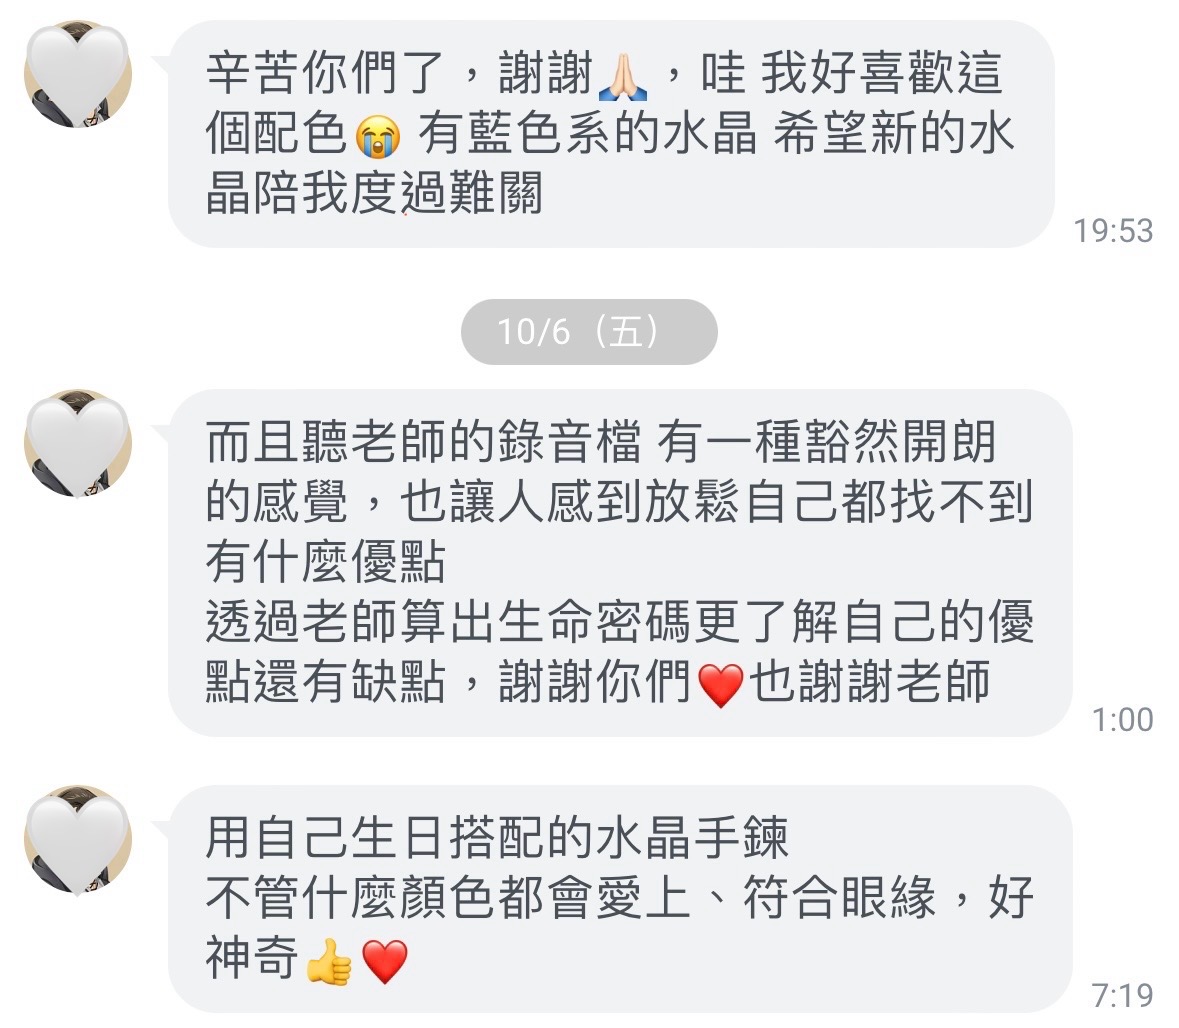 辛苦你們了，謝謝🙏🏻，哇 我好喜歡這
個配色😭 有藍色系的水晶 希望新的水
晶陪我度過難關
19:53
10/6（五）
而且聽老師的錄音檔 有一種豁然開朗
的感覺，也讓人感到放鬆自己都找不到
有什麼優點
透過老師算出生命密碼更了解自己的優
點還有缺點，謝謝你們❤️也謝謝老師
1:00
用自己生日搭配的水晶手鍊
不管什麼顏色都會愛上、符合眼緣，好
神奇👍❤️
7:19